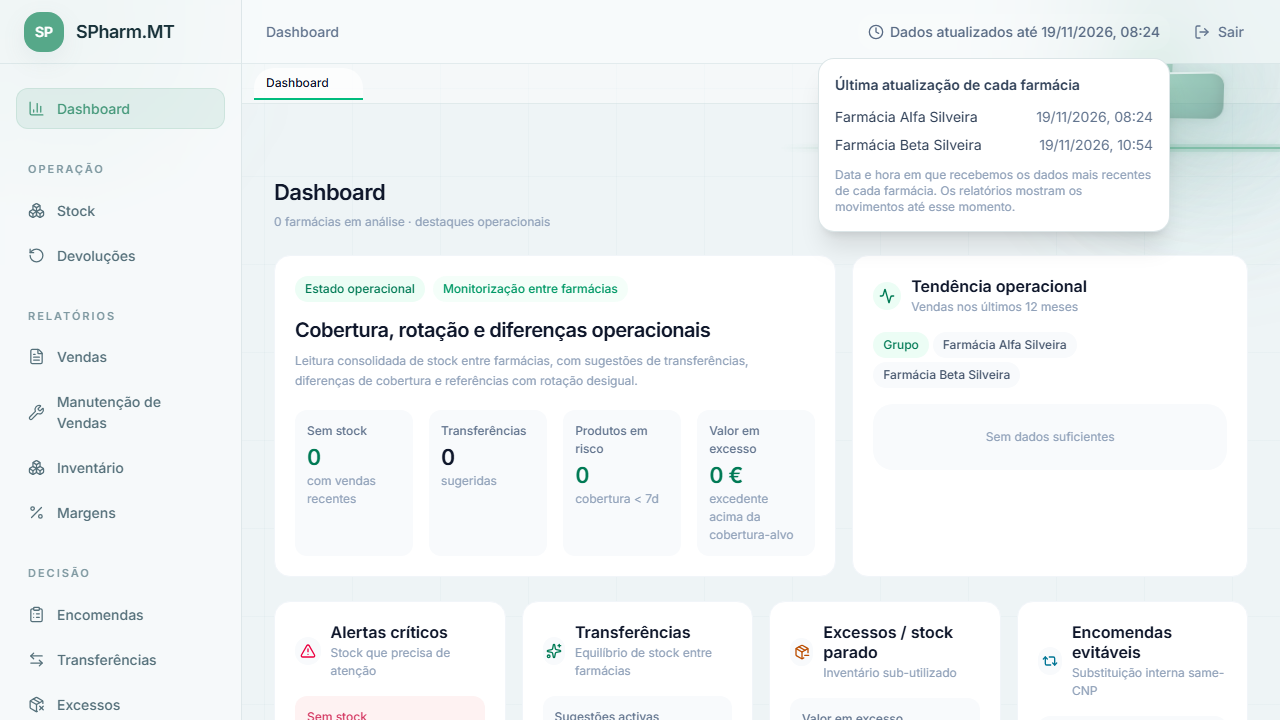 SP
SPharm.MT
Dashboard
Dados atualizados até 19/11/2026, 08:24
Sair
Dashboard
Dashboard
OPERAÇÃO
Stock
Devoluções
RELATÓRIOS
Vendas
Manutenção de
Vendas
Inventário
Margens
DECISÃO
Encomendas
Transferências
Excessos
Última atualização de cada farmácia
Farmácia Alfa Silveira 19/11/2026, 08:24
Farmácia Beta Silveira 19/11/2026, 10:54
Data e hora em que recebemos os dados mais recentes
de cada farmácia. Os relatórios mostram os
movimentos até esse momento.
Dashboard
0 farmácias em análise · destaques operacionais
Estado operacional
Monitorização entre farmácias
Cobertura, rotação e diferenças operacionais
Leitura consolidada de stock entre farmácias, com sugestões de transferências,
diferenças de cobertura e referências com rotação desigual.
Sem stock
0
com vendas
recentes
Transferências
0
sugeridas
Produtos em
risco
0
cobertura < 7d
Valor em
excesso
0 €
excedente
acima da
cobertura-alvo
Tendência operacional
Vendas nos últimos 12 meses
Grupo
Farmácia Alfa Silveira
Farmácia Beta Silveira
Sem dados suficientes
Alertas críticos
Stock que precisa de
atenção
Sem stock
Transferências
Equilíbrio de stock entre
farmácias
Sugestões activas
Excessos / stock
parado
Inventário sub-utilizado
Valor em excesso
Encomendas
evitáveis
Substituição interna same-
CNP